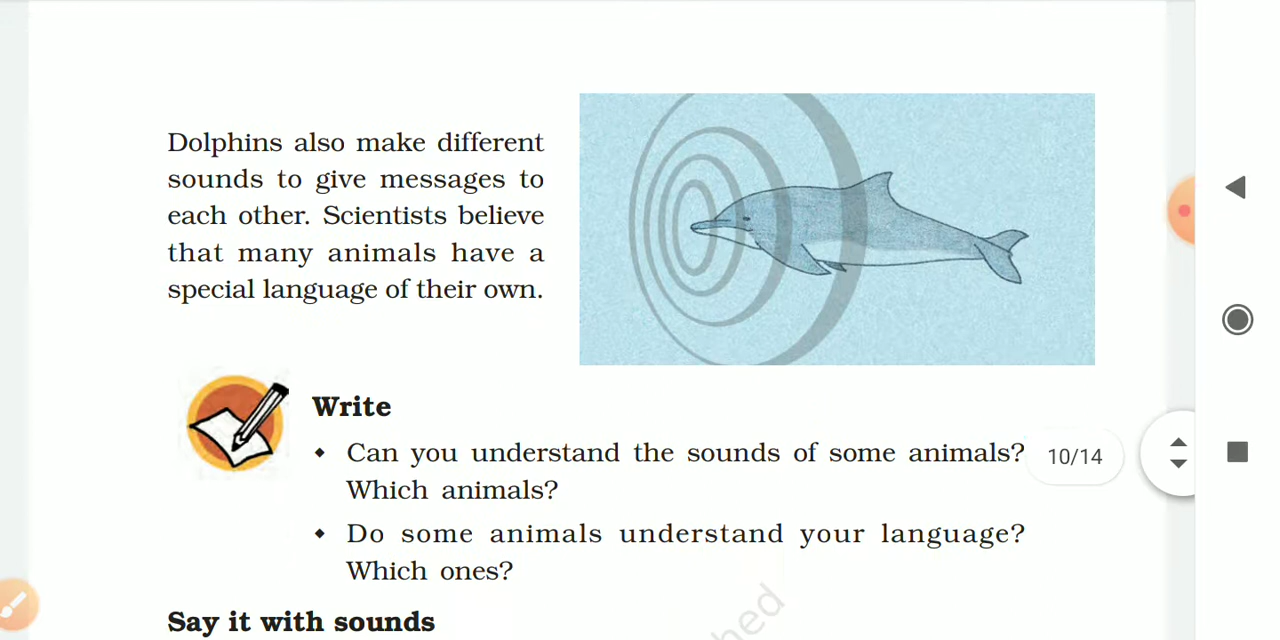 Dolphins also make different
sounds to give messages to
each other. Scientists believe
that many animals have a
special language of their own.
Write
• Can you understand the sounds of some animals?
Which animals?
10/14
• Do some animals understand your language?
Which ones?
Say it with sounds
hed